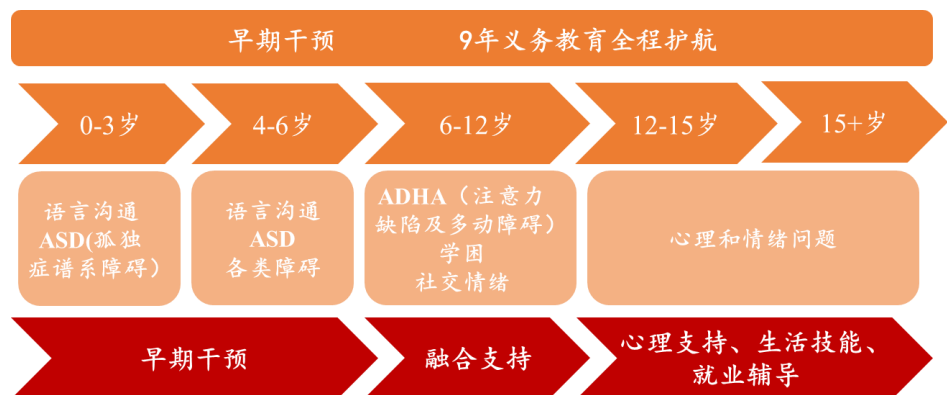 早期干预 9年义务教育全程护航
0-3岁
4-6岁
6-12岁
12-15岁
15+岁
语言沟通
ASD(孤独
症谱系障碍）
语言沟通
ASD
各类障碍
ADHA（注意力
缺陷及多动障碍）
学困
社交情绪
心理和情绪问题
早期干预
融合支持
心理支持、生活技能、
就业辅导